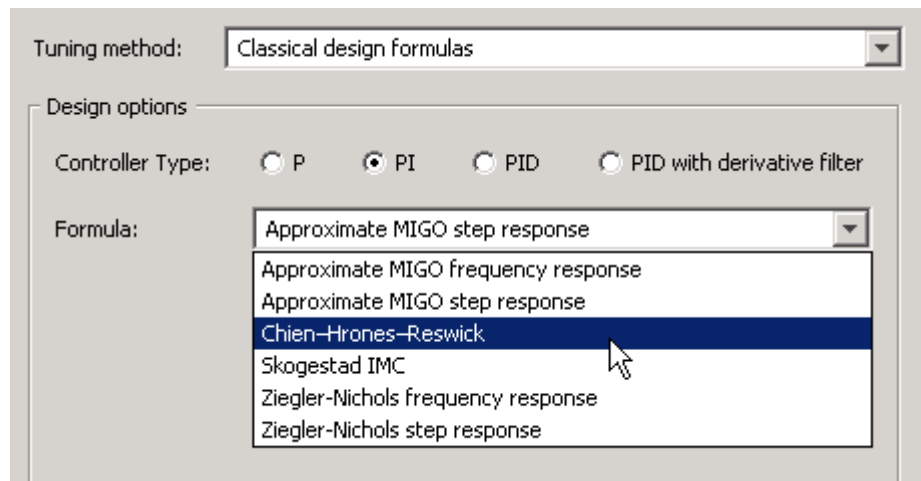 Tuning method: Classical design formulas
Design options
Controller Type: P PI PID PID with derivative filter
Formula: Approximate MIGO step response
Approximate MIGO frequency response
Approximate MIGO step response
Chien–Hrones–Reswick
Skogestad IMC
Ziegler-Nichols frequency response
Ziegler-Nichols step response